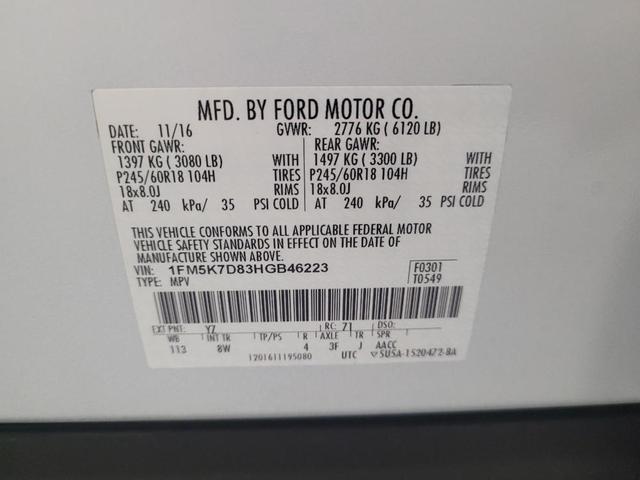 MFD. BY FORD MOTOR CO.
DATE: 11/16 GVWR: 2776 KG ( 6120 LB)
FRONT GAWR: REAR GAWR:
1397 KG ( 3080 LB) WITH 1497 KG ( 3300 LB) WITH
P245/60R18 104H TIRES P245/60R18 104H TIRES
18x8.0J RIMS 18x8.0J RIMS
AT 240 kPa/ 35 PSI COLD AT 240 kPa/ 35 PSI COLD
THIS VEHICLE CONFORMS TO ALL APPLICABLE FEDERAL MOTOR
VEHICLE SAFETY STANDARDS IN EFFECT ON THE DATE OF
MANUFACTURE SHOWN ABOVE.
VIN: 1FM5K7D83HGB46223 F0301
TYPE: MPV T0549
EXT PNT: YZ RC: 71 DSO:
WB INT TR TP/PS R AXLE TR SPR
113 8W 4 3F J AACC
1201611195080 UTC 5U5A-1520472-BA